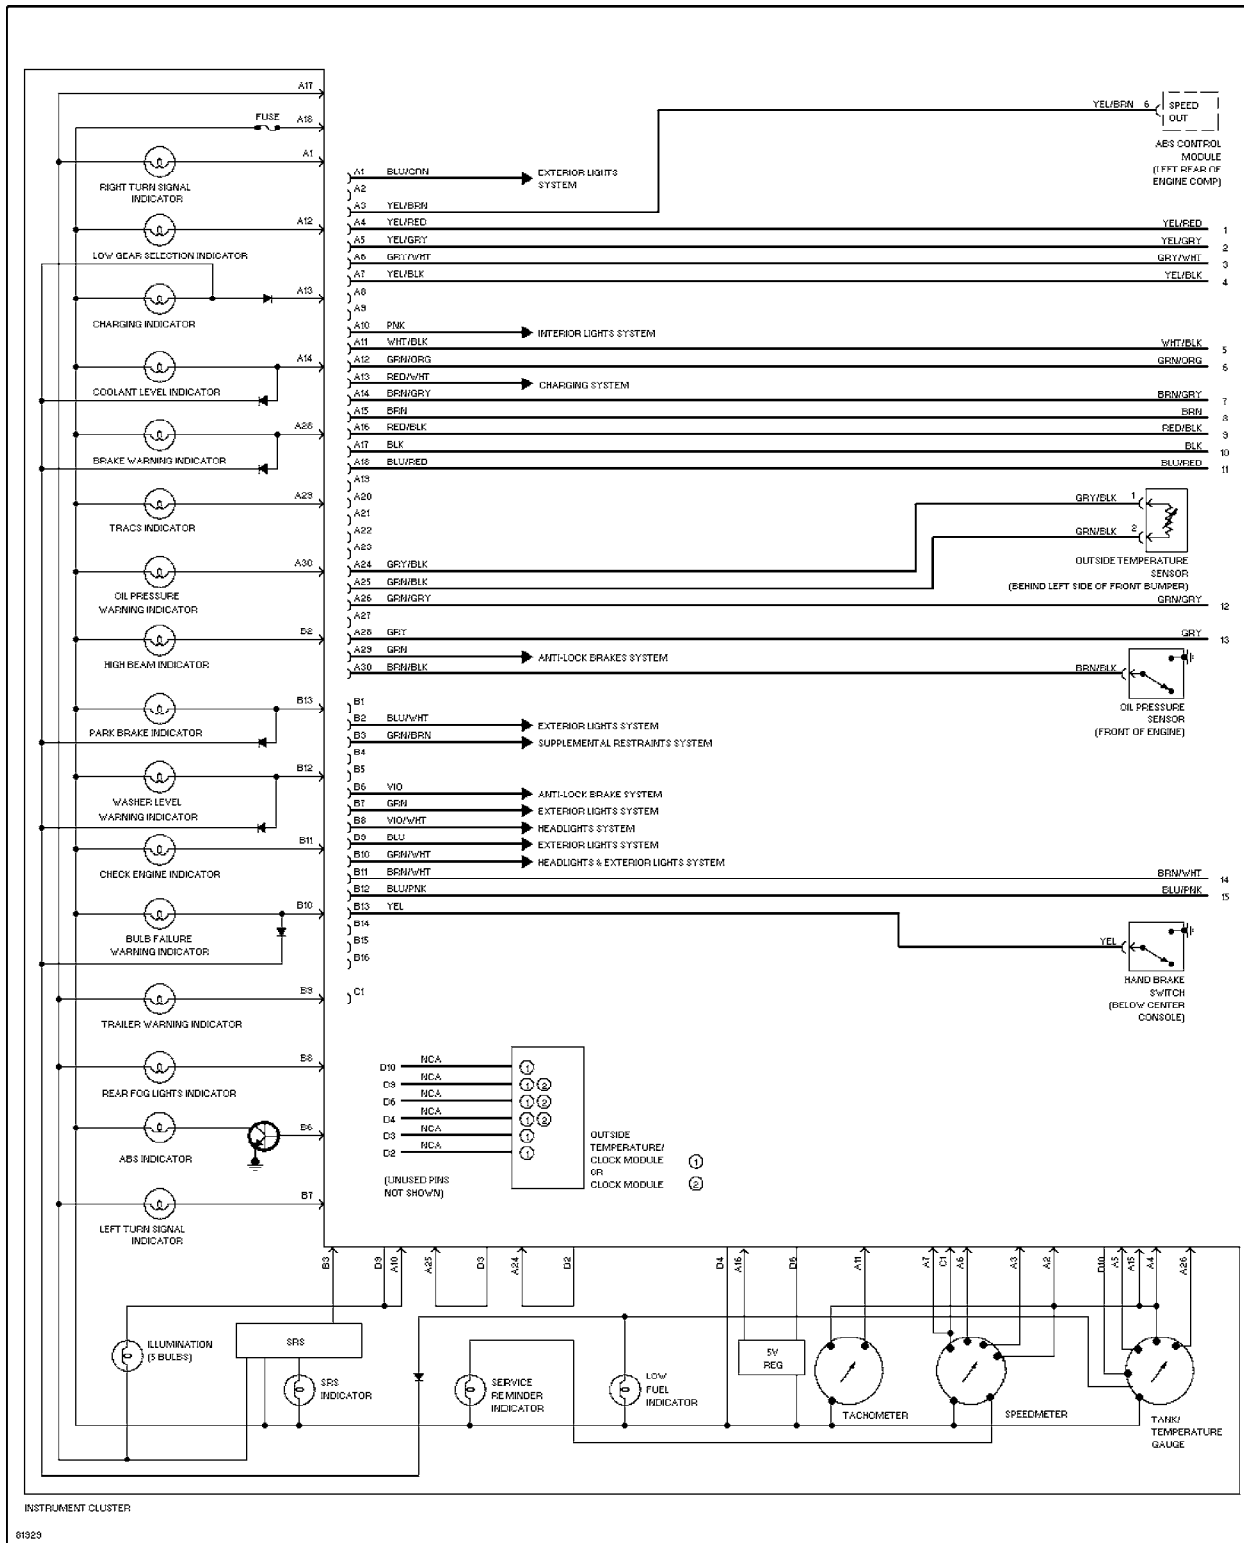 A17
FUSE
A18
A1
RIGHT TURN SIGNAL
INDICATOR
A12
LOW GEAR SELECTION INDICATOR
A13
CHARGING INDICATOR
A14
COOLANT LEVEL INDICATOR
A28
BRAKE WARNING INDICATOR
A29
TRACS INDICATOR
A30
OIL PRESSURE
WARNING INDICATOR
B2
HIGH BEAM INDICATOR
B13
PARK BRAKE INDICATOR
B12
WASHER LEVEL
WARNING INDICATOR
B11
CHECK ENGINE INDICATOR
B10
BULB FAILURE
WARNING INDICATOR
B9
TRAILER WARNING INDICATOR
B8
REAR FOG LIGHTS INDICATOR
B6
ABS INDICATOR
B7
LEFT TURN SIGNAL
INDICATOR
A1 BLU/GRN EXTERIOR LIGHTS
SYSTEM
A2
A3 YEL/BRN
YEL/BRN 6 SPEED
OUT
ABS CONTROL
MODULE
(LEFT REAR OF
ENGINE COMP)
A4 YEL/RED YEL/RED 1
A5 YEL/GRY YEL/GRY 2
A6 GRY/WHT GRY/WHT 3
A7 YEL/BLK YEL/BLK 4
A8
A9
A10 PNK INTERIOR LIGHTS SYSTEM
A11 WHT/BLK WHT/BLK 5
A12 GRN/ORG GRN/ORG 6
A13 RED/WHT CHARGING SYSTEM
A14 BRN/GRY BRN/GRY 7
A15 BRN BRN 8
A16 RED/BLK RED/BLK 9
A17 BLK BLK 10
A18 BLU/RED BLU/RED 11
A19
A20
A21
A22
A23
A24 GRY/BLK
A25 GRN/BLK
GRY/BLK 1
GRN/BLK 2
OUTSIDE TEMPERATURE
SENSOR
(BEHIND LEFT SIDE OF FRONT BUMPER)
A26 GRN/GRY GRN/GRY 12
A27
A28 GRY GRY 13
A29 GRN ANTI-LOCK BRAKES SYSTEM
A30 BRN/BLK BRN/BLK
OIL PRESSURE
SENSOR
(FRONT OF ENGINE)
B1
B2 BLU/WHT EXTERIOR LIGHTS SYSTEM
B3 GRN/BRN SUPPLEMENTAL RESTRAINTS SYSTEM
B4
B5
B6 VIO ANTI-LOCK BRAKE SYSTEM
B7 GRN EXTERIOR LIGHTS SYSTEM
B8 VIO/WHT HEADLIGHTS SYSTEM
B9 BLU EXTERIOR LIGHTS SYSTEM
B10 GRN/WHT HEADLIGHTS & EXTERIOR LIGHTS SYSTEM
B11 BRN/WHT BRN/WHT 14
B12 BLU/PNK BLU/PNK 15
B13 YEL
B14
B15
B16
YEL
HAND BRAKE
SWITCH
(BELOW CENTER
CONSOLE)
C1
D10 NCA 1
D9 NCA 1 2
D6 NCA 1 2
D4 NCA 1 2
D3 NCA 1
D2 NCA 1
(UNUSED PINS
NOT SHOWN)
OUTSIDE
TEMPERATURE/
CLOCK MODULE 1
OR
CLOCK MODULE 2
B3 D9 A10 A25 D3 A24 D2 D4 A16 D6 A11 A7 C1 A6 A3 A2 D10 A5 A15 A4 A26
ILLUMINATION
(5 BULBS)
SRS
SRS
INDICATOR
SERVICE
REMINDER
INDICATOR
LOW
FUEL
INDICATOR
5V
REG
TACHOMETER
SPEEDMETER
TANK/
TEMPERATURE
GAUGE
INSTRUMENT CLUSTER
81929